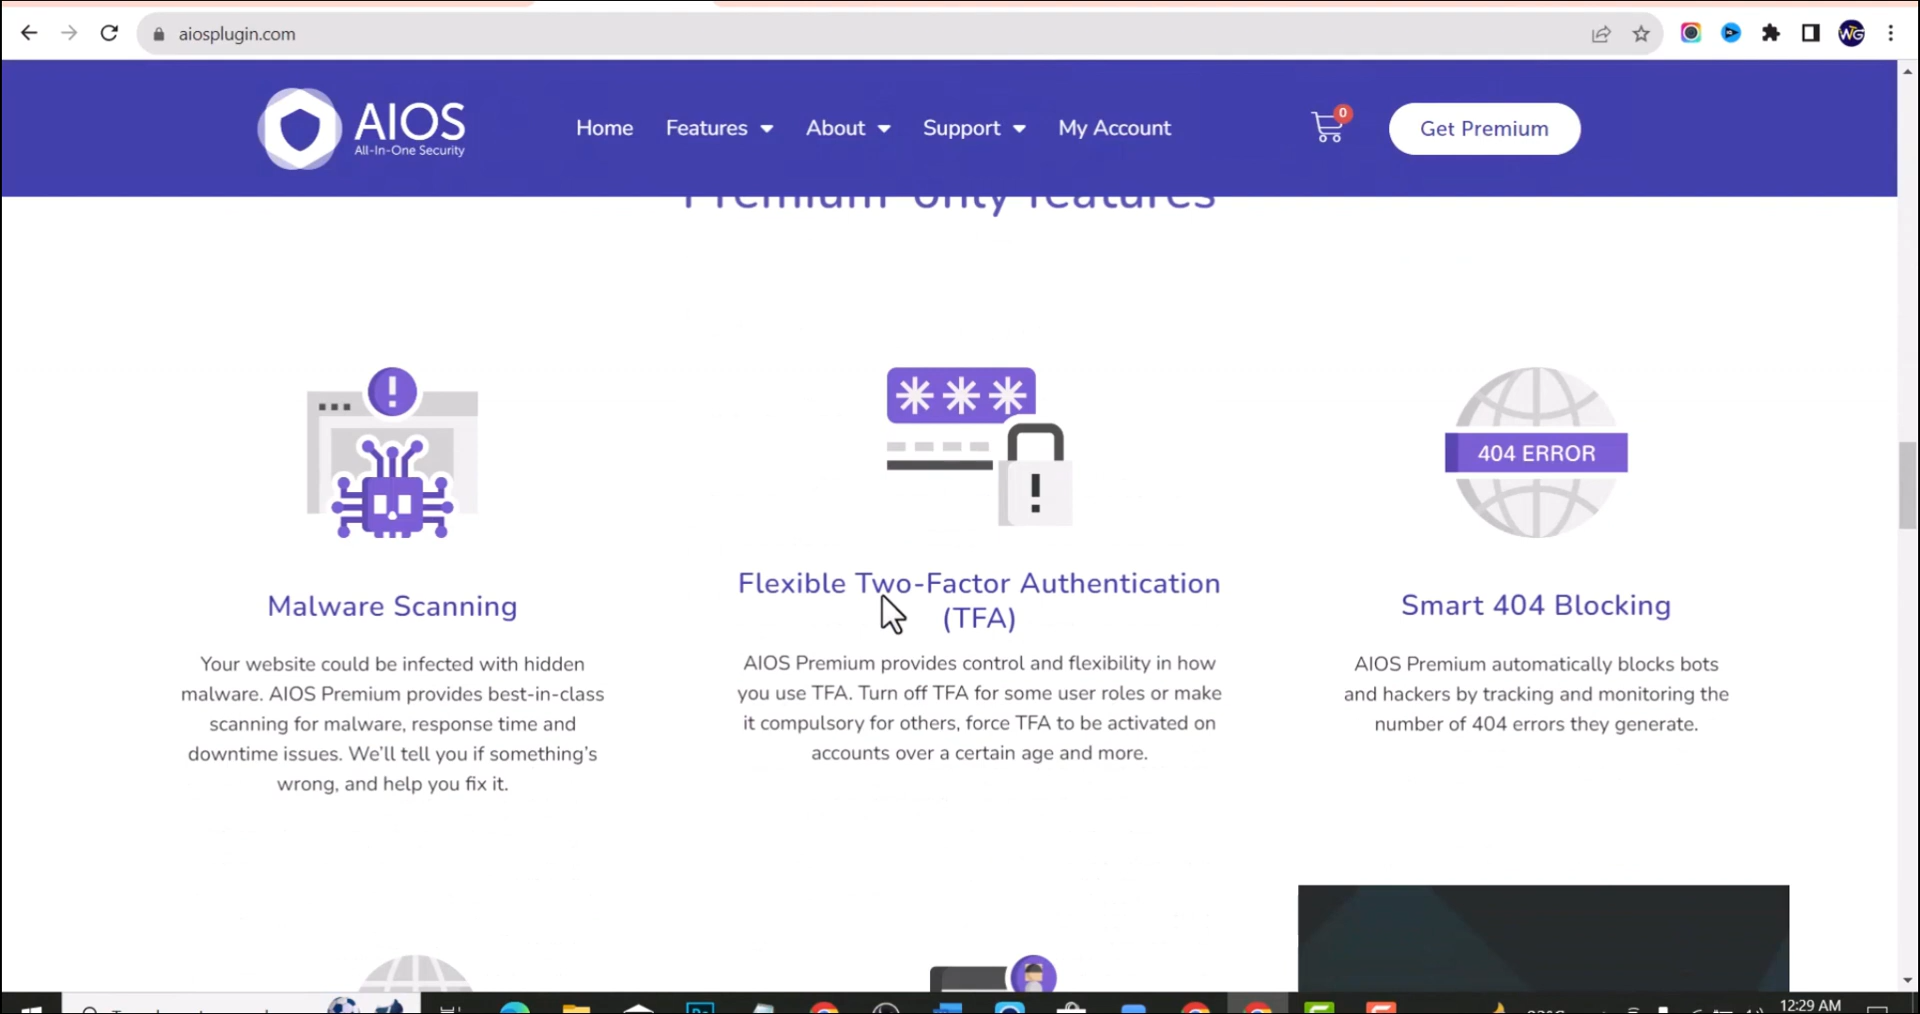 aiosplugin.com
AIOS
All-In-One Security
Home
Features
About
Support
My Account
0
Get Premium
Premium-only features
404 ERROR
Malware Scanning
Your website could be infected with hidden
malware. AIOS Premium provides best-in-class
scanning for malware, response time and
downtime issues. We'll tell you if something's
wrong, and help you fix it.
Flexible Two-Factor Authentication
(TFA)
AIOS Premium provides control and flexibility in how
you use TFA. Turn off TFA for some user roles or make
it compulsory for others, force TFA to be activated on
accounts over a certain age and more.
Smart 404 Blocking
AIOS Premium automatically blocks bots
and hackers by tracking and monitoring the
number of 404 errors they generate.
12:29 AM